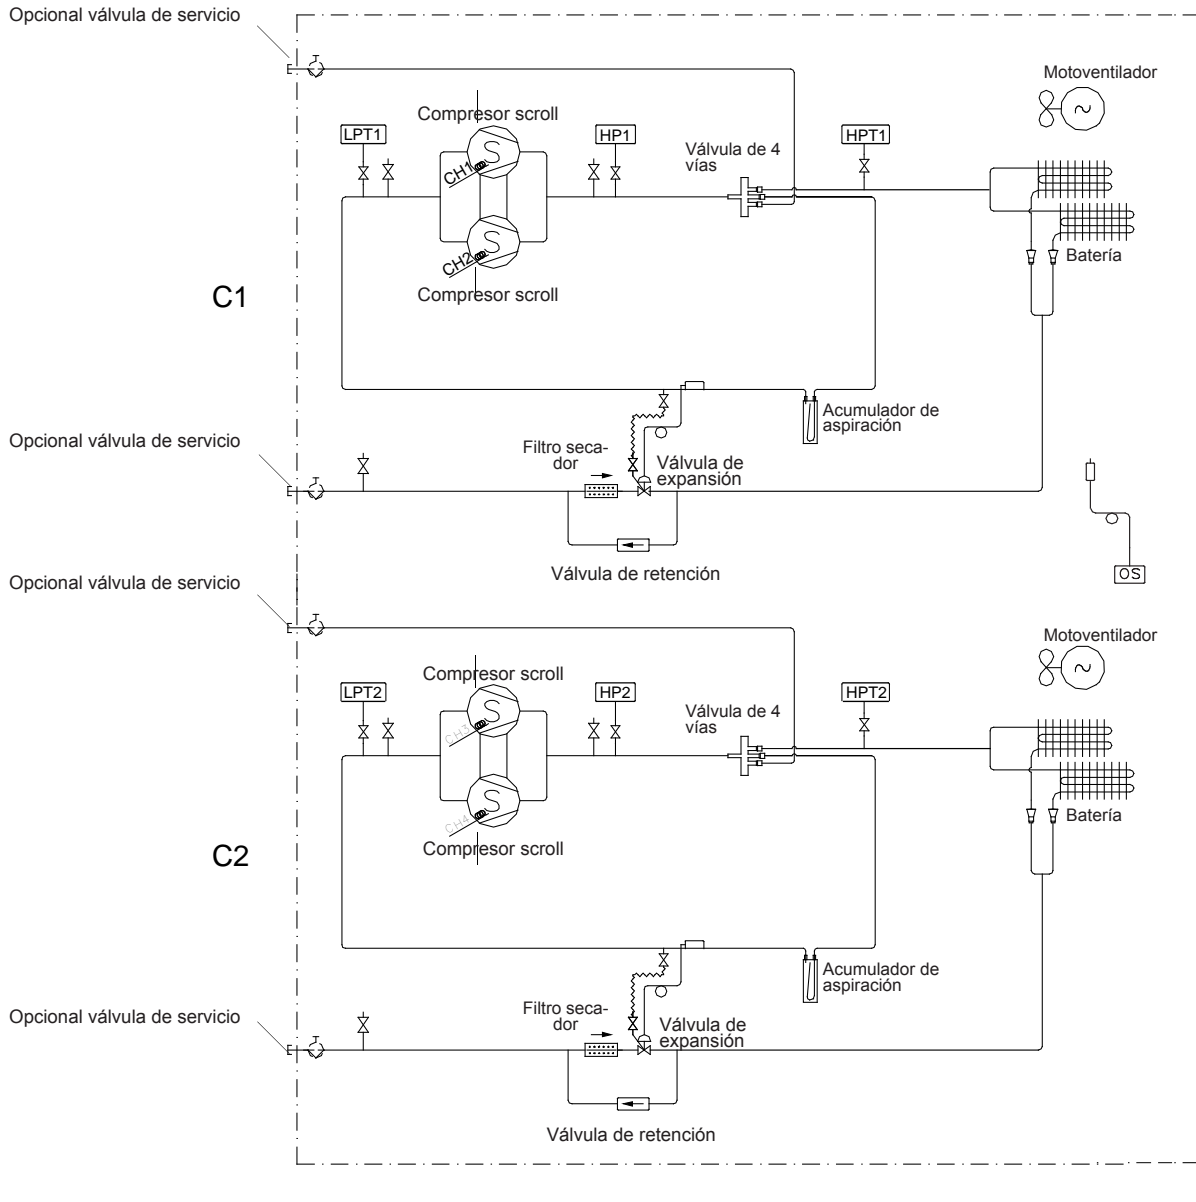 Opcional válvula de servicio
Motoventilador
Compresor scroll
LPT1
HP1
HPT1
Válvula de 4
vías
CH1
S
CH2
S
Batería
Compresor scroll
C1
Acumulador de
aspiración
Opcional válvula de servicio
Filtro seca-
dor
Válvula de
expansión
Válvula de retención
OS
Opcional válvula de servicio
Motoventilador
Compresor scroll
LPT2
HP2
HPT2
Válvula de 4
vías
CH3
S
CH4
S
Batería
Compresor scroll
C2
Acumulador de
aspiración
Opcional válvula de servicio
Filtro seca-
dor
Válvula de
expansión
Válvula de retención